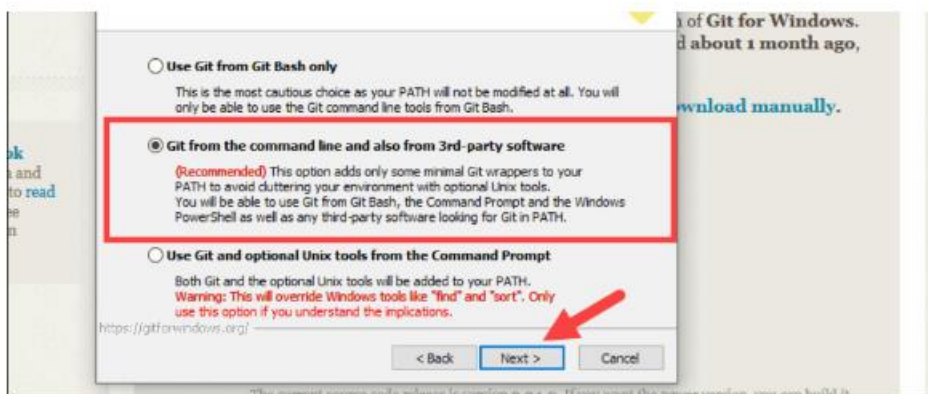 n of Git for Windows.
d about 1 month ago,
Use Git from Git Bash only
This is the most cautious choice as your PATH will not be modified at all. You will
only be able to use the Git command line tools from Git Bash.
wnload manually.
Git from the command line and also from 3rd-party software
(Recommended) This option adds only some minimal Git wrappers to your
PATH to avoid cluttering your environment with optional Unix tools.
You will be able to use Git from Git Bash, the Command Prompt and the Windows
PowerShell as well as any third-party software looking for Git in PATH.
ok
and
to read
ee
n
Use Git and optional Unix tools from the Command Prompt
Both Git and the optional Unix tools will be added to your PATH.
Warning: This will override Windows tools like "find" and "sort". Only
use this option if you understand the implications.
https://gitforwindows.org/
< Back
Next >
Cancel